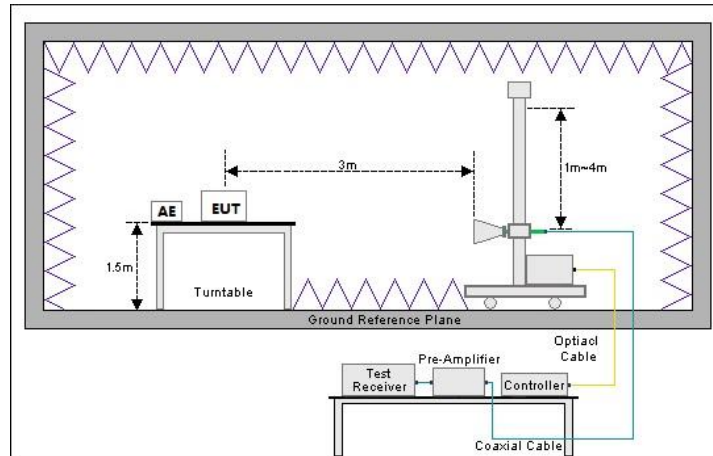 3m
1m~4m
AE
EUT
1.5m
Turntable
Ground Reference Plane
Optiacl
Cable
Pre-Amplifier
Test
Receiver
Controller
Coaxial Cable